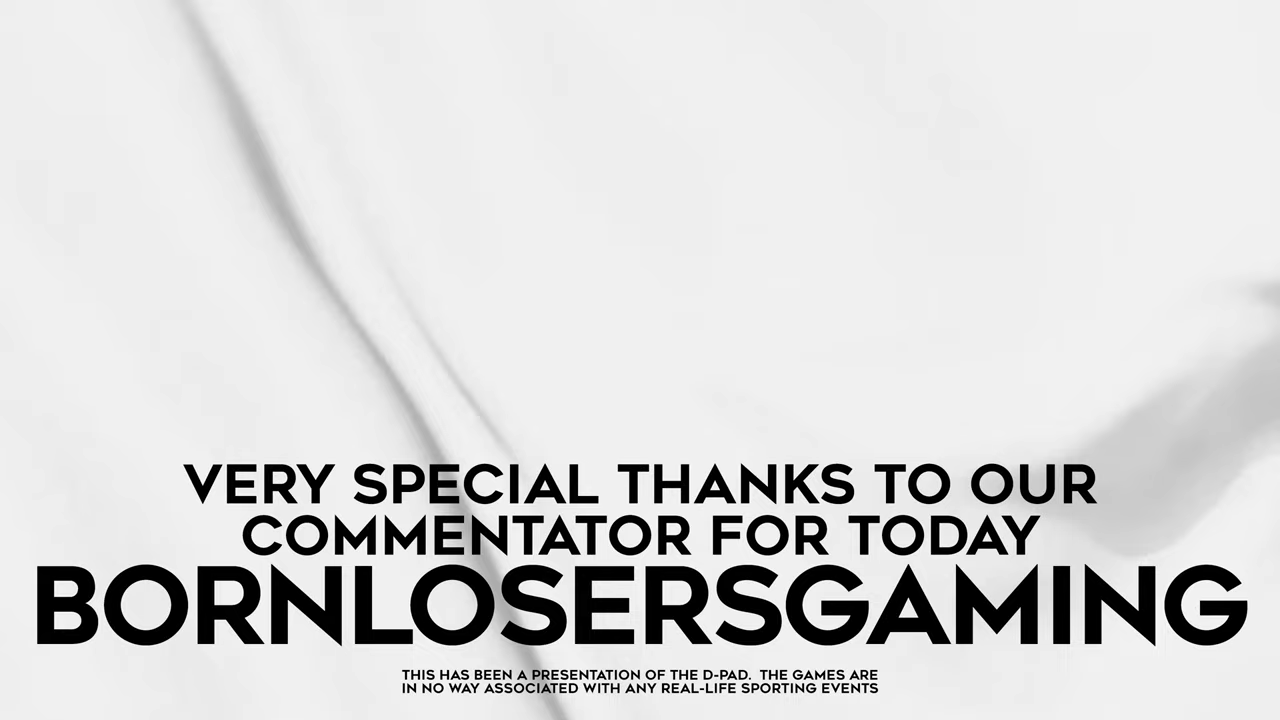 VERY SPECIAL THANKS TO OUR
COMMENTATOR FOR TODAY
BORNLOSERSGAMING
THIS HAS BEEN A PRESENTATION OF THE D-PAD.  THE GAMES ARE
IN NO WAY ASSOCIATED WITH ANY REAL-LIFE SPORTING EVENTS